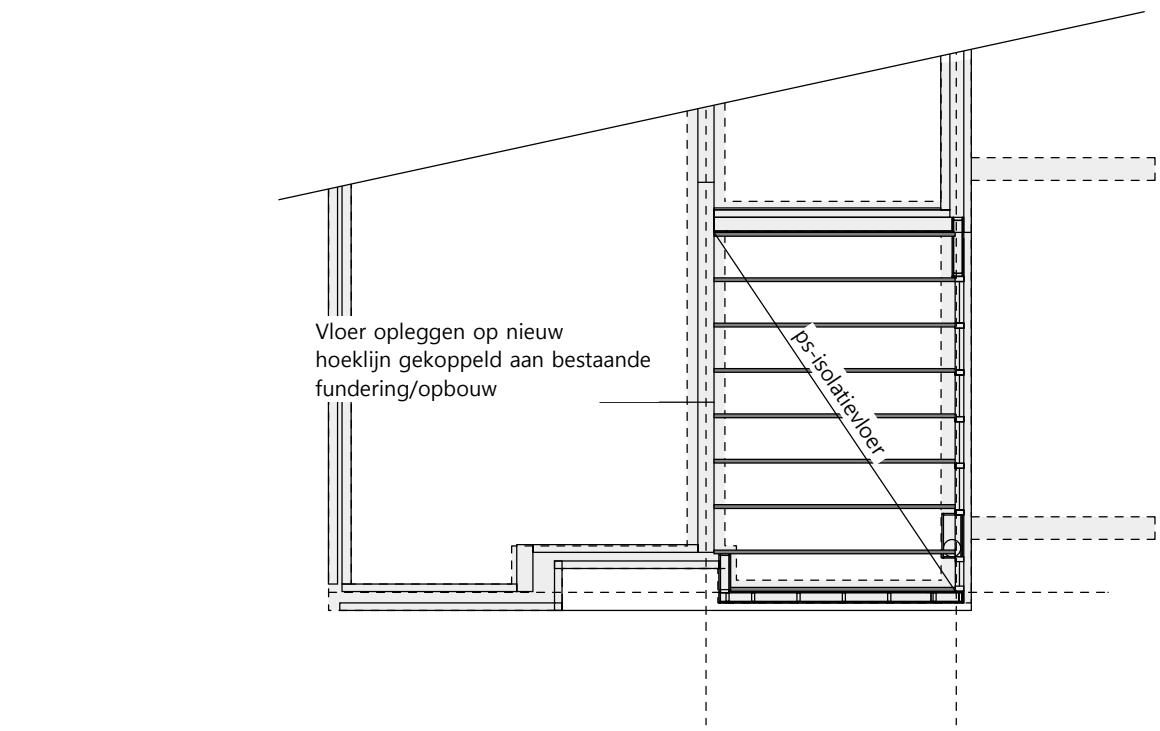 Vloer opleggen op nieuw
hoeklijn gekoppeld aan bestaande
fundering/opbouw
ps-isolatievloer